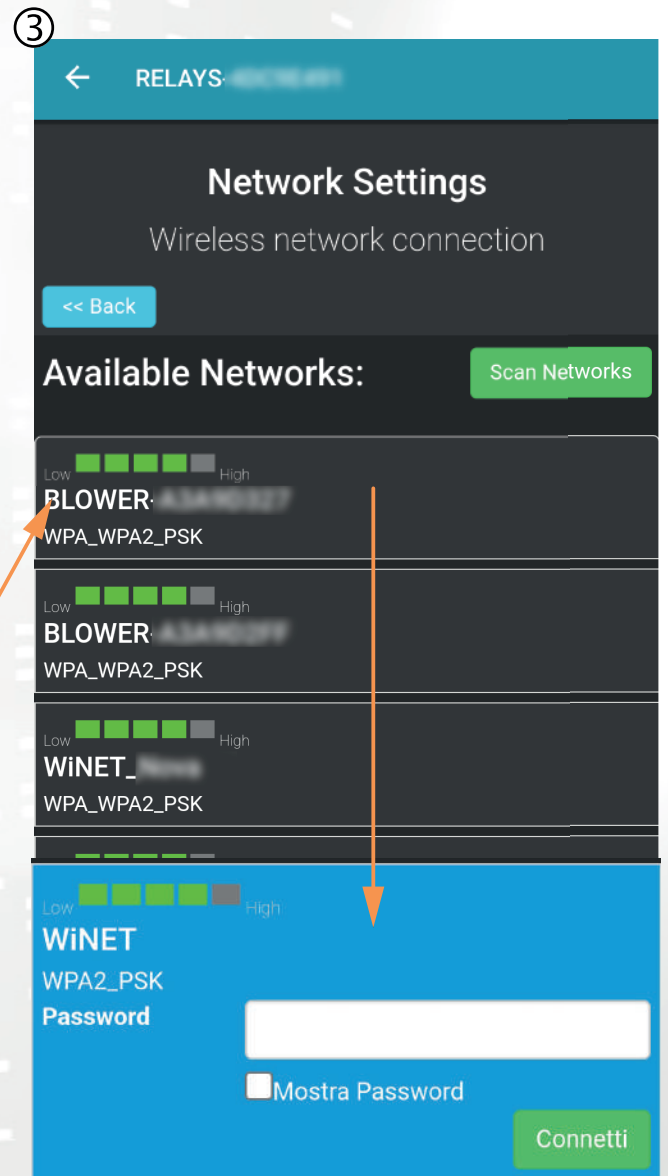 ③
RELAYS-
Network Settings
Wireless network connection
<< Back
Available Networks:
Scan Networks
Low High
BLOWER-
WPA_WPA2_PSK
Low High
BLOWER-
WPA_WPA2_PSK
Low High
WiNET_
WPA_WPA2_PSK
Low High
WiNET
WPA2_PSK
Password
Mostra Password
Connetti